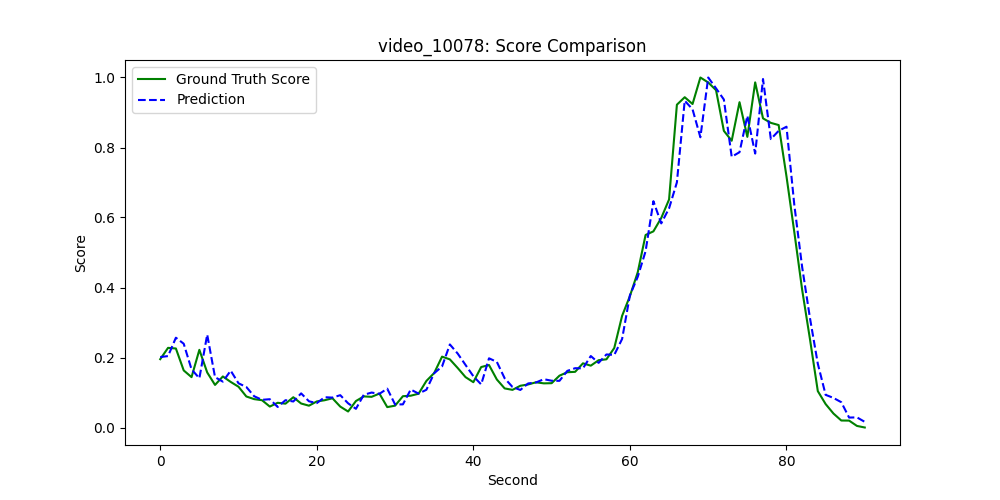 video_10078: Score Comparison
Ground Truth Score
Prediction
Score
1.0
0.8
0.6
0.4
0.2
0.0
0 20 40 60 80
Second